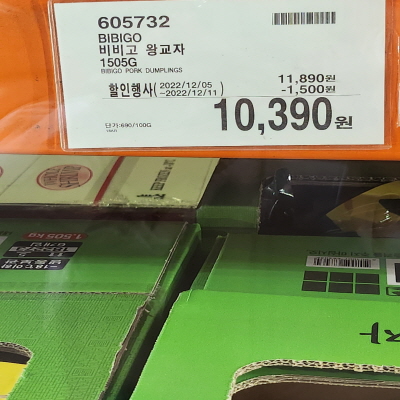 605732
BIBIGO
비비고 왕교자
1505G
BIBIGO PORK DUMPLINGS
할인행사(2022/12/05
~2022/12/11)
11,890원
-1,500원
10,390원
단가:690/100G
1.505 kg
자